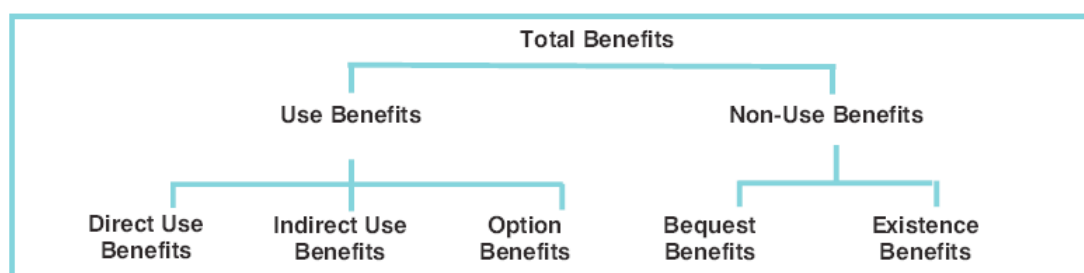 Total Benefits
Use Benefits
Non-Use Benefits
Direct Use
Benefits
Indirect Use
Benefits
Option
Benefits
Bequest
Benefits
Existence
Benefits